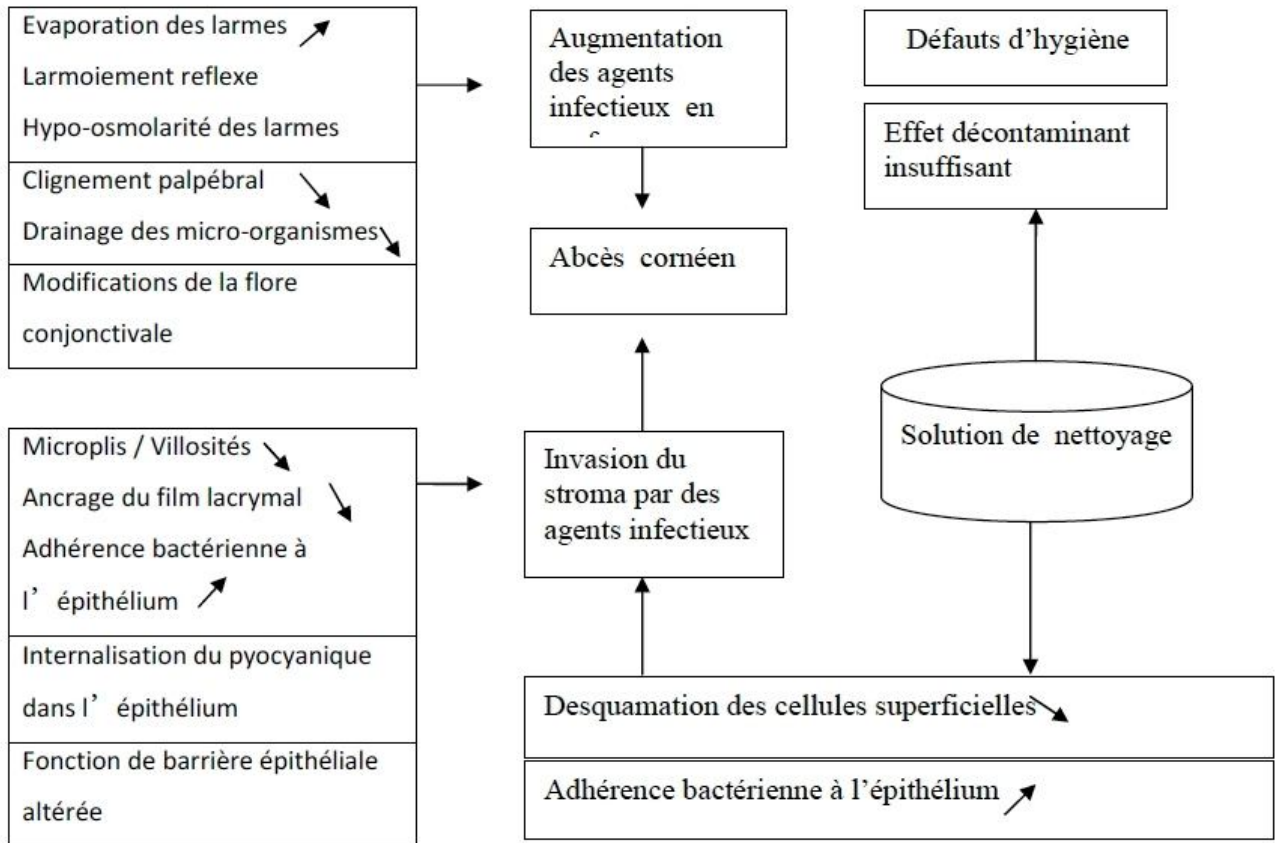 Evaporation des larmes
Larmoiement reflexe
Hypo-osmolarité des larmes
Clignement palpébral
Drainage des micro-organismes
Modifications de la flore
conjonctivale
Augmentation
des agents
infectieux en
Abcès cornéen
Défauts d’hygiène
Effet décontaminant
insuffisant
Solution de nettoyage
Microplis / Villosités
Ancrage du film lacrymal
Adhérence bactérienne à
l’ épithélium
Internalisation du pyocyanique
dans l’ épithélium
Fonction de barrière épithéliale
altérée
Invasion du
stroma par des
agents infectieux
Desquamation des cellules superficielles
Adhérence bactérienne à l’épithélium